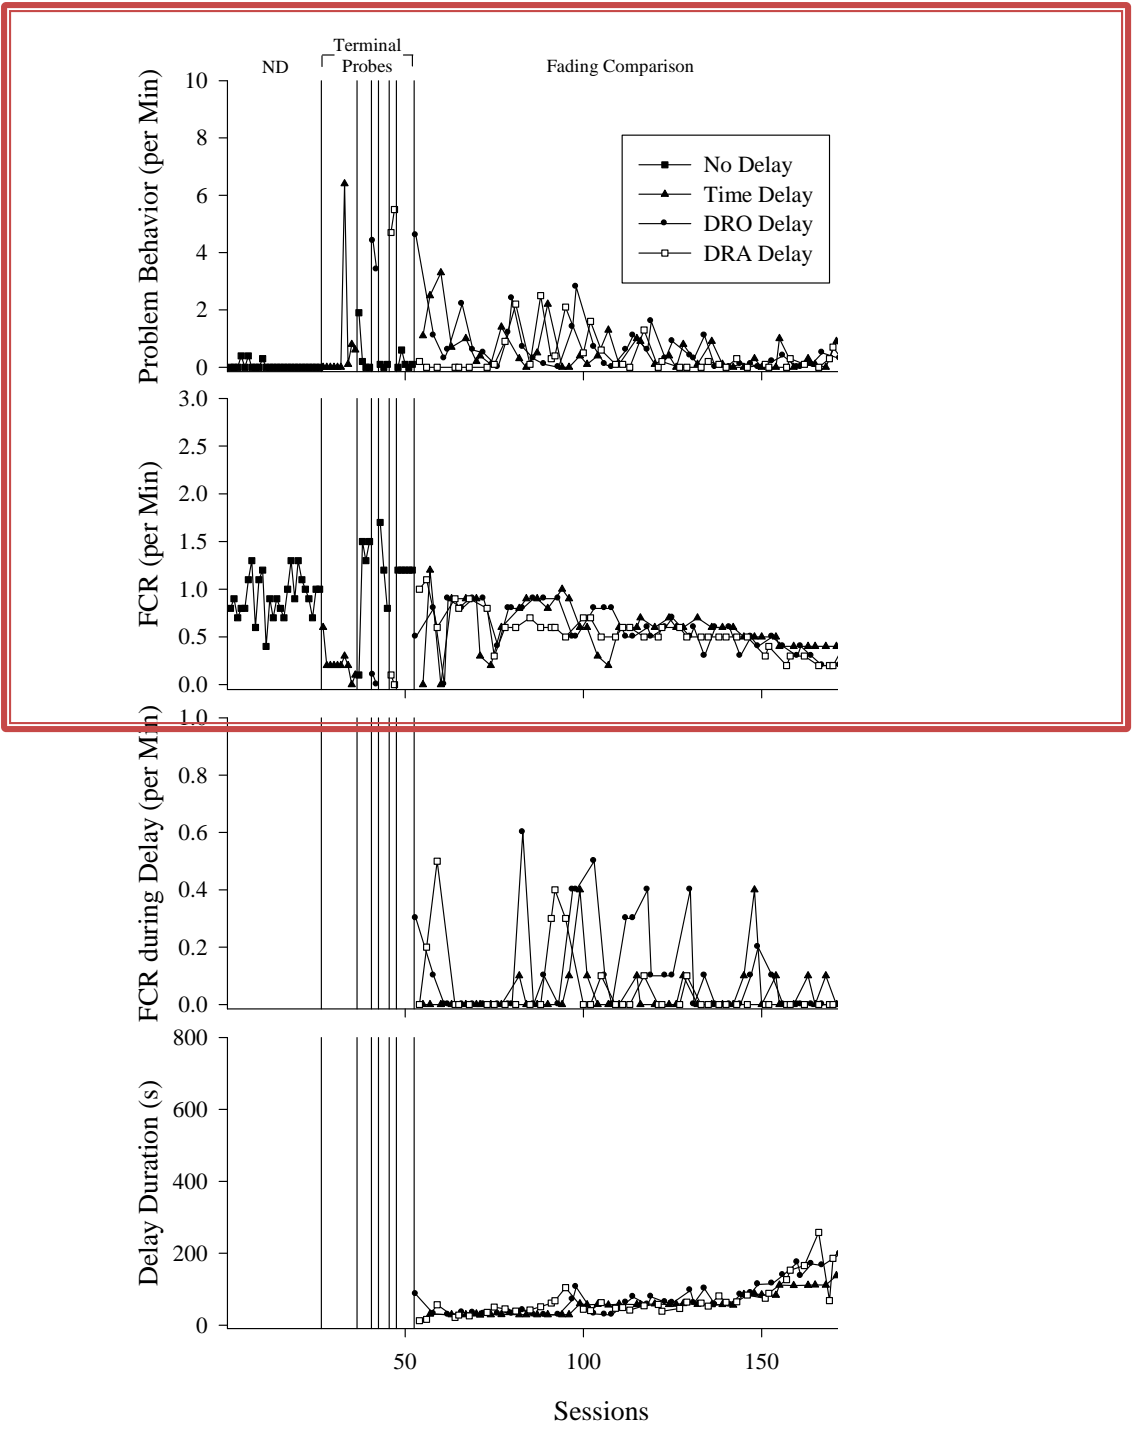 Terminal
ND Probes Fading Comparison
Problem Behavior (per Min)
10
8
6
4
2
0
No Delay
Time Delay
DRO Delay
DRA Delay
FCR (per Min)
3.0
2.5
2.0
1.5
1.0
0.5
0.0
FCR during Delay (per Min)
1.0
0.8
0.6
0.4
0.2
0.0
Delay Duration (s)
800
600
400
200
0
50 100 150
Sessions